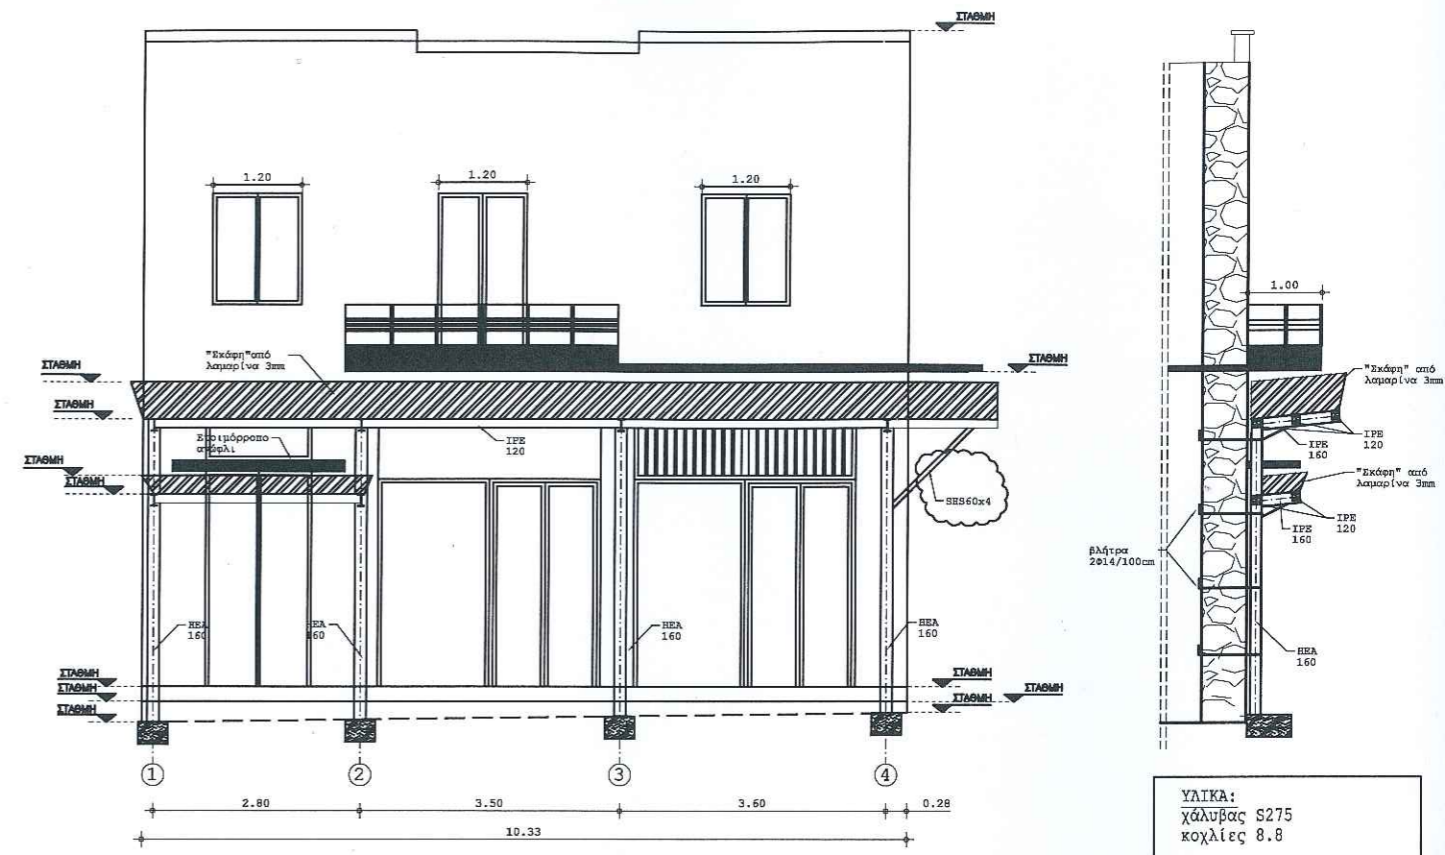 ΣΤΑΘΜΗ
1.20
1.20
1.20
1.00
"Σκάφη" από
λαμαρίνα 3mm
ΣΤΑΘΜΗ
ΣΤΑΘΜΗ
"Σκάφη" από
λαμαρίνα 3mm
ΣΤΑΘΜΗ
IPE
120
IPE
160
IPE
120
ΣΤΑΘΜΗ
ΣΤΑΘΜΗ
"Σκάφη" από
λαμαρίνα 3mm
SHS60x4
IPE
160
IPE
120
βλήτρα
2Φ14/100cm
HEA
160
HEA
160
HEA
160
HEA
160
HEA
160
ΣΤΑΘΜΗ
ΣΤΑΘΜΗ
ΣΤΑΘΜΗ
ΣΤΑΘΜΗ
ΣΤΑΘΜΗ
ΣΤΑΘΜΗ
1
2
3
4
2.80
3.50
3.60
0.28
10.33
ΥΛΙΚΑ:
χάλυβας S275
κοχλίες 8.8